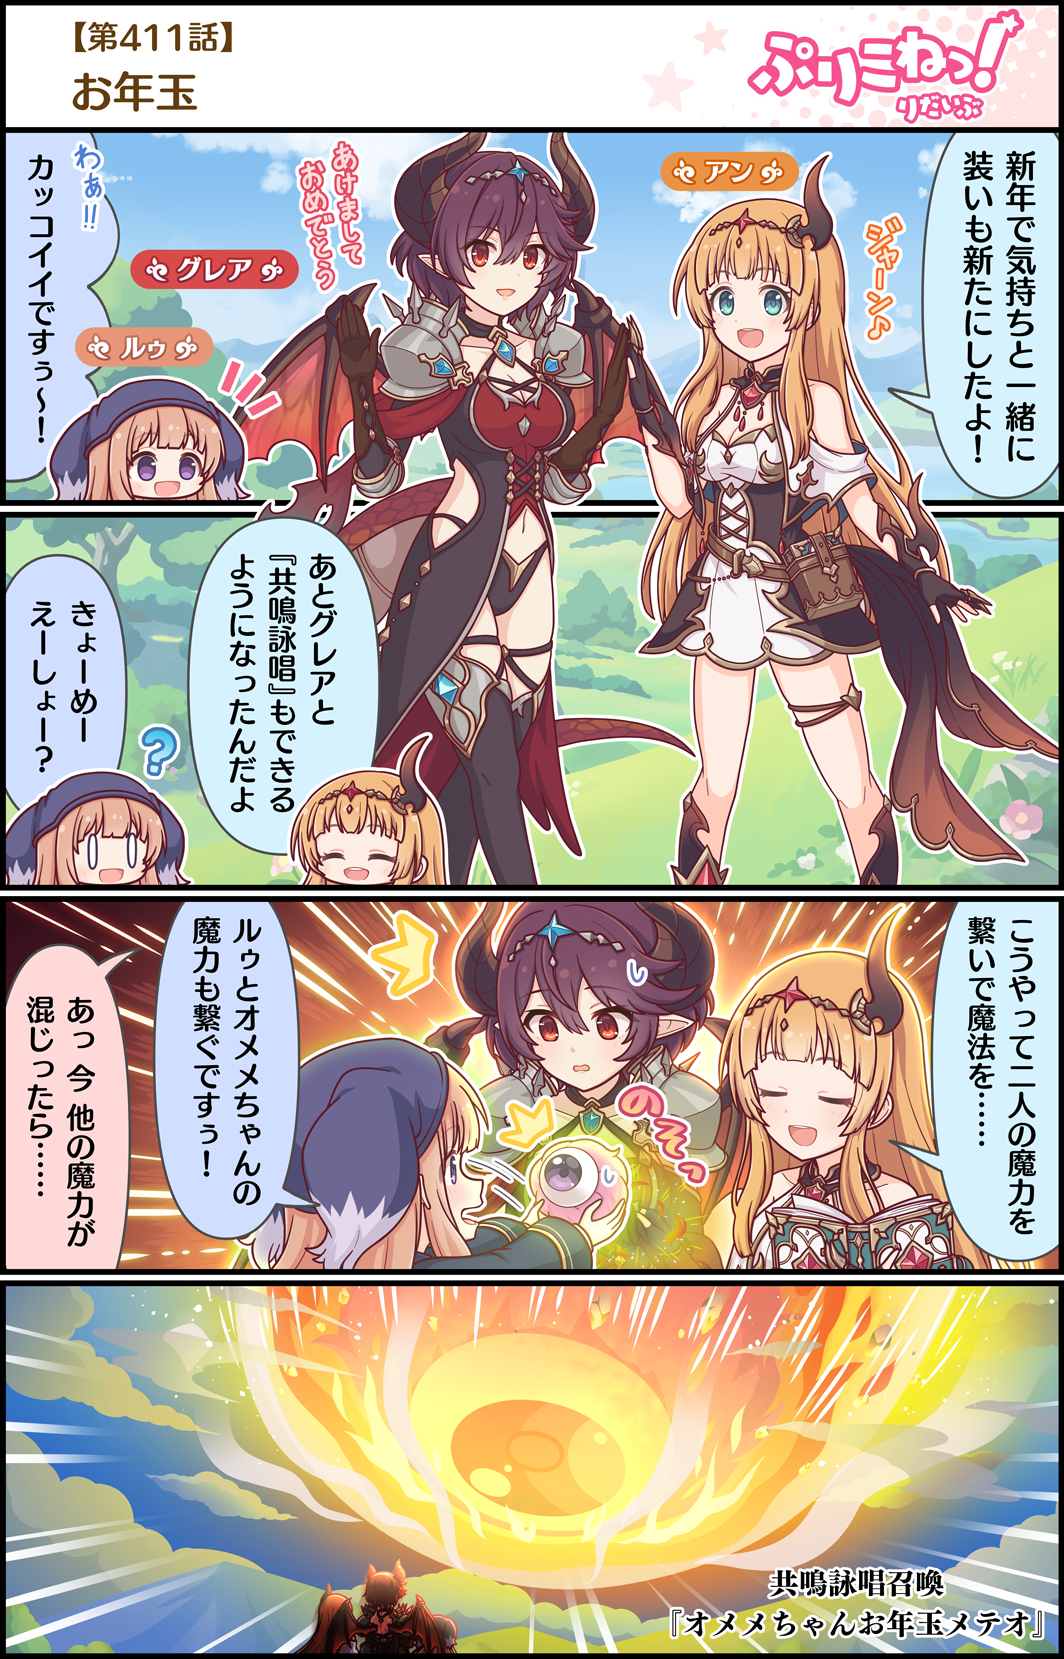 【第411話】
お年玉
ぷりこねっ!
りだいぶ
新年で気持ちと一緒に
装いも新たにしたよ!
アン
ジャーン♪
あけまして
おめでとう
グレア
ルゥ
わぁ!!
カッコイイですぅ~!
あとグレアと
『共鳴詠唱』もできる
ようになったんだよ
きょーめー
えーしょー?
?
こうやって二人の魔力を
繋いで魔法を……
のそっ
ルゥとオメメちゃんの
魔力も繋ぐですぅ!
あっ 今 他の魔力が
混じったら……
共鳴詠唱召喚
『オメメちゃんお年玉メテオ』